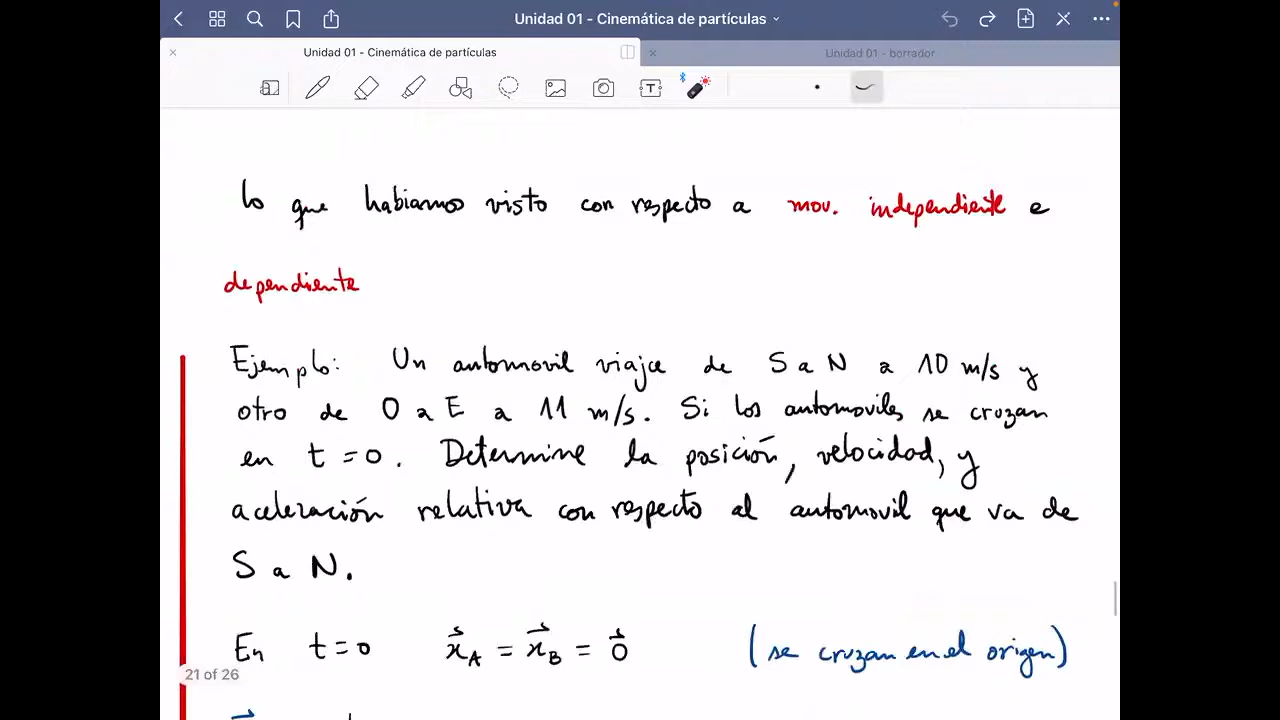 Unidad 01 - Cinemática de partículas
Unidad 01 - Cinemática de partículas
Unidad 01 - borrador
lo que habiamos visto con respecto a mov. independiente e
dependiente
Ejemplo: Un automovil viaja de S a N a 10 m/s y
otro de O a E a 11 m/s. Si los automoviles se cruzan
en t = 0. Determine la posición, velocidad, y
aceleración relativa con respecto al automovil que va de
S a N.
En t = 0 x⃗_A = x⃗_B = 0⃗ (se cruzan en el origen)
21 of 26